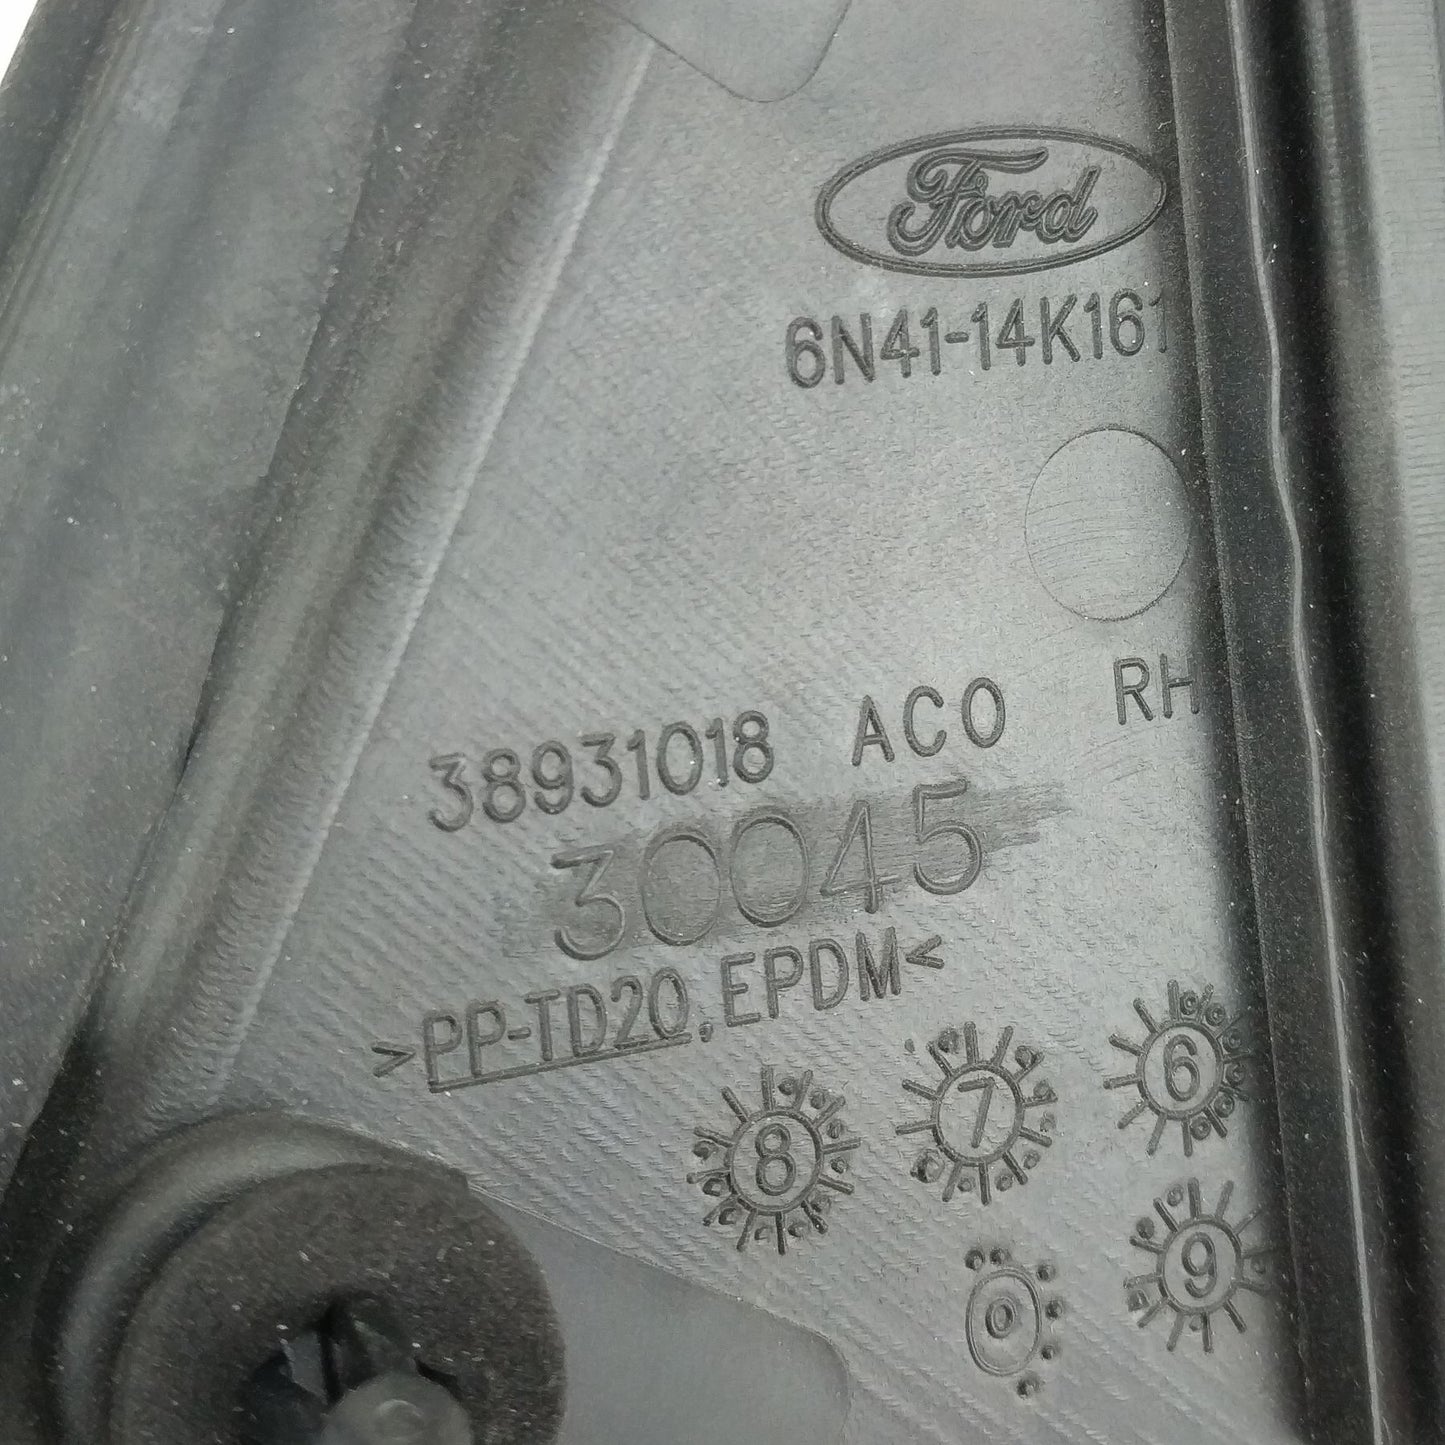 Ford
6N41-14K161
38931018 ACO RH
30045
>PP-TD20,EPDM<
8 7 6
0 9